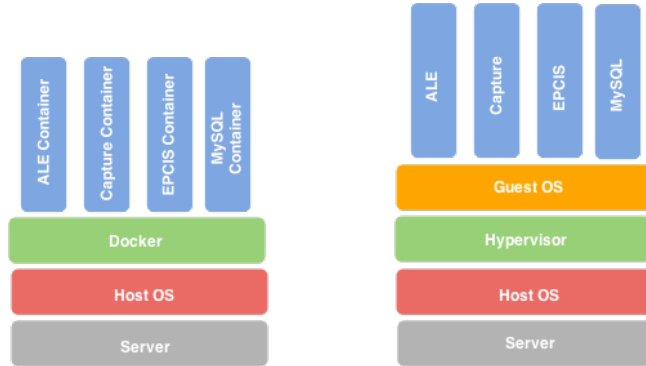 ALE Container
Capture Container
EPCIS Container
MySQL
Container
Docker
Host OS
Server
ALE
Capture
EPCIS
MySQL
Guest OS
Hypervisor
Host OS
Server